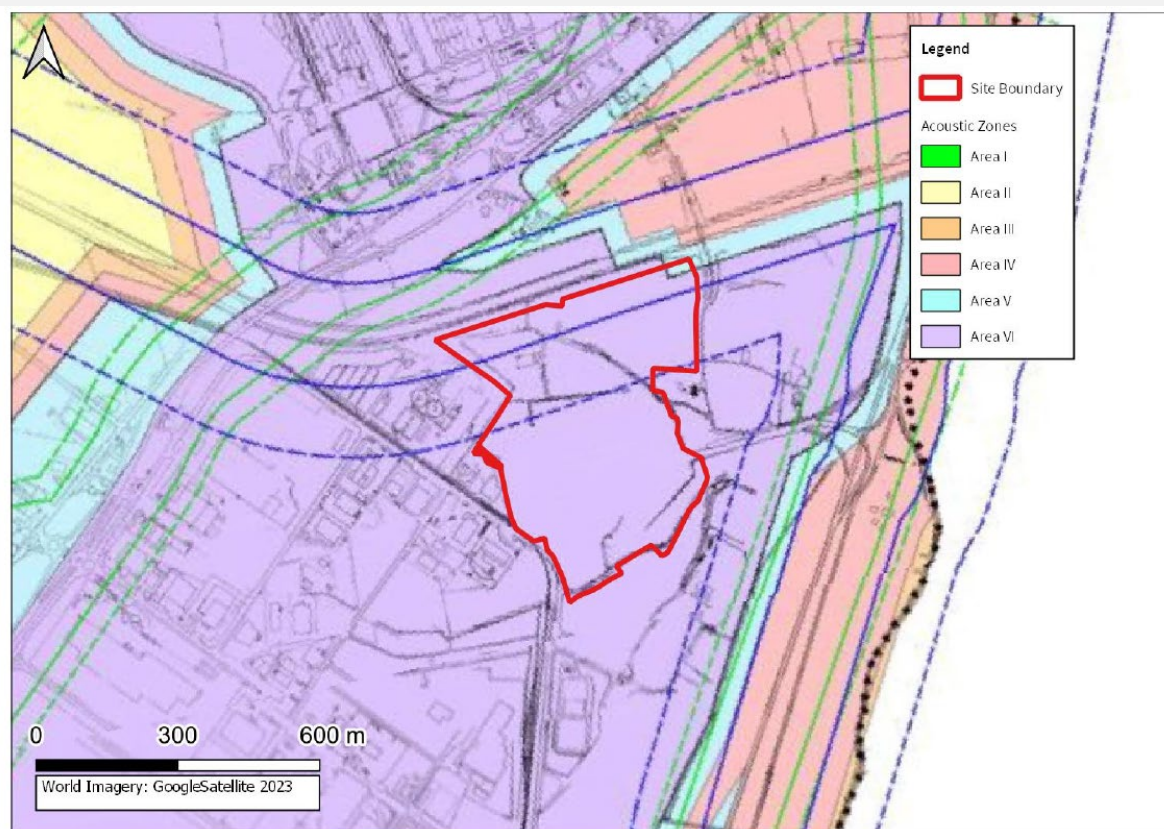 Legend
Site Boundary
Acoustic Zones
Area I
Area II
Area III
Area IV
Area V
Area VI
0 300 600 m
World Imagery: GoogleSatellite 2023